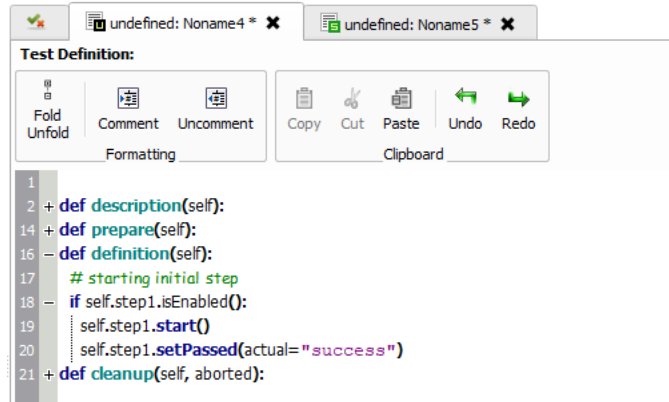 undefined: Noname4 * undefined: Noname5 *
Test Definition:
Fold Unfold Comment Uncomment Copy Cut Paste Undo Redo
Formatting Clipboard
1
2 + def description(self):
14 + def prepare(self):
16 – def definition(self):
17 # starting initial step
18 – if self.step1.isEnabled():
19 self.step1.start()
20 self.step1.setPassed(actual="success")
21 + def cleanup(self, aborted):